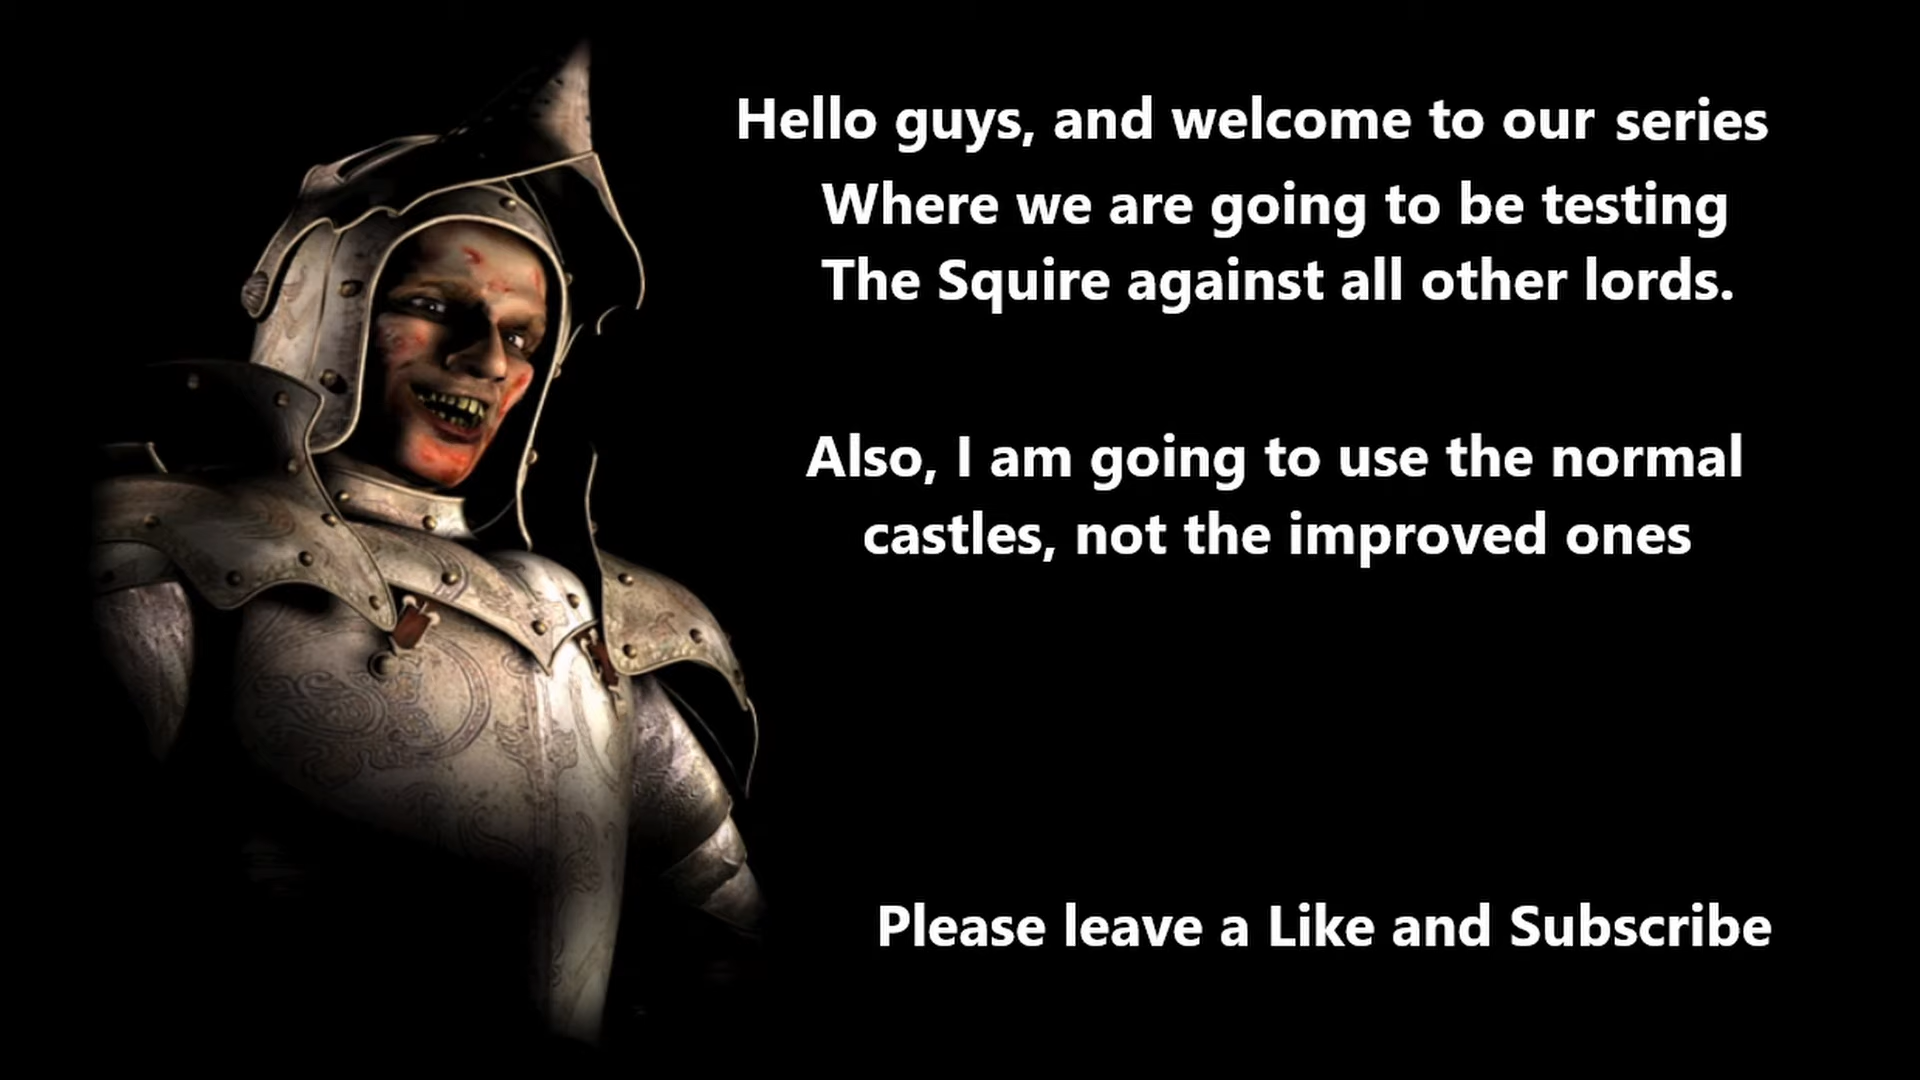 Hello guys, and welcome to our series
Where we are going to be testing
The Squire against all other lords.
Also, I am going to use the normal
castles, not the improved ones
Please leave a Like and Subscribe